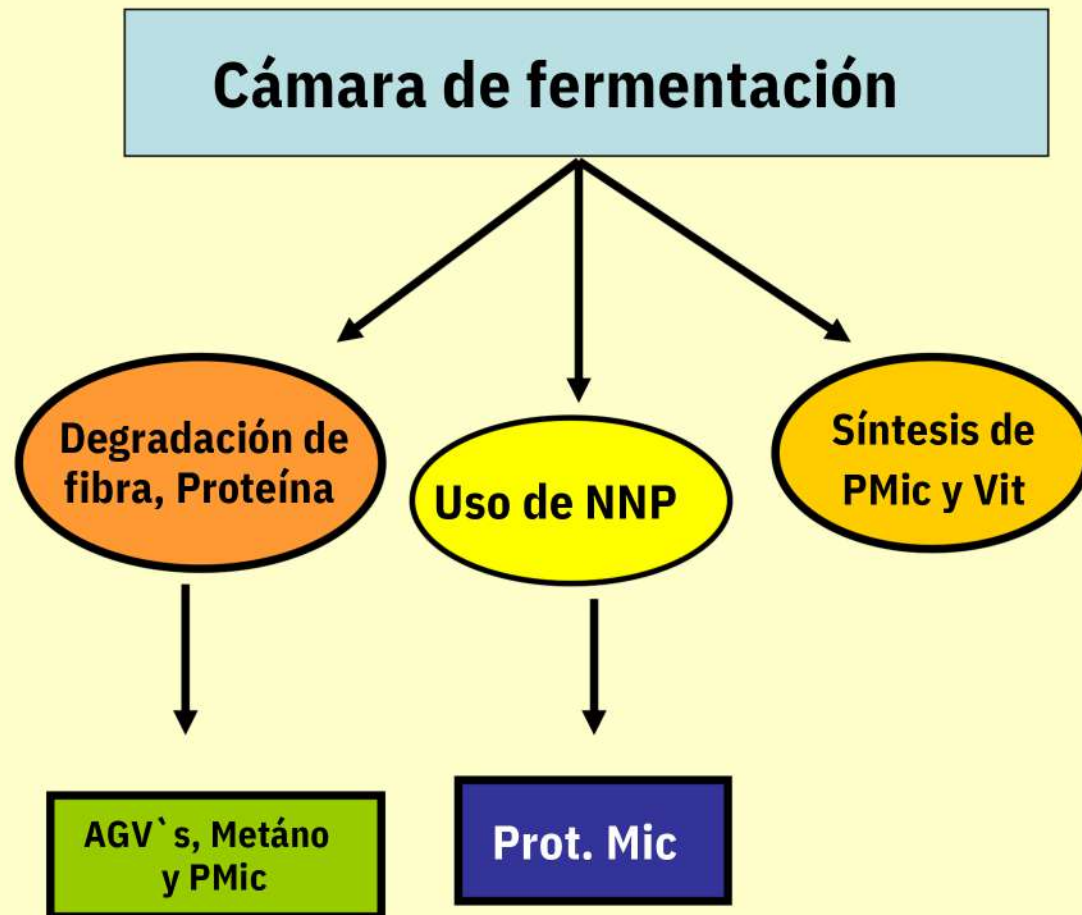 Cámara de fermentación
Degradación de
fibra, Proteína
Uso de NNP
Síntesis de
PMic y Vit
AGV`s, Metáno
y PMic
Prot. Mic